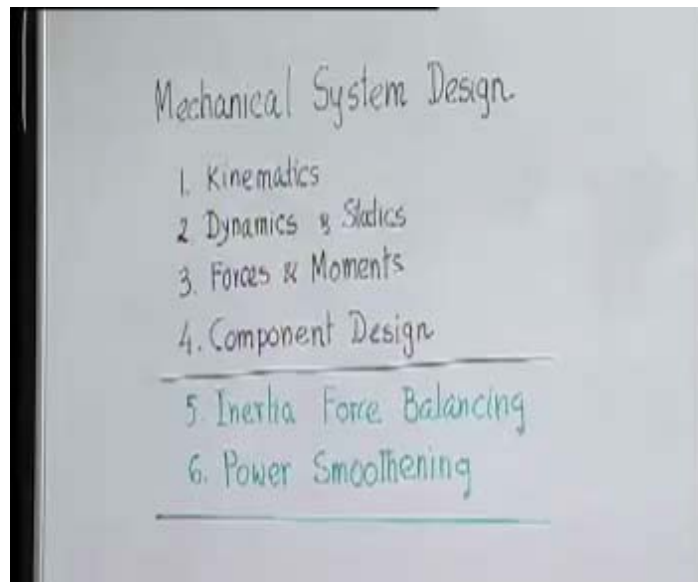 Mechanical System Design
1. Kinematics
2 Dynamics & Statics
3. Forces & Moments
4. Component Design
5. Inertia Force Balancing
6. Power Smoothening